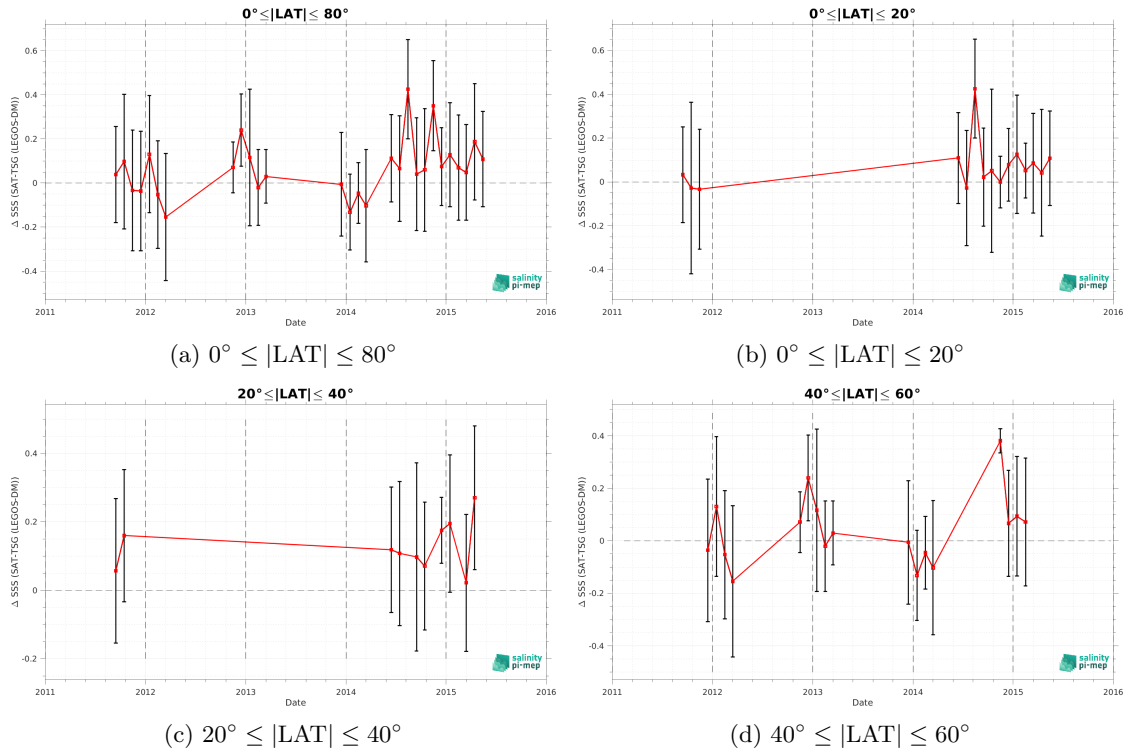 0°≤|LAT|≤ 80°
Δ SSS (SAT-TSG (LEGOS-DM))
0.6
0.4
0.2
0
-0.2
-0.4
2011 2012 2013 2014 2015 2016
Date
salinity
pi-mep
(a) 0° ≤ |LAT| ≤ 80°
0°≤|LAT|≤ 20°
Δ SSS (SAT-TSG (LEGOS-DM))
0.6
0.4
0.2
0
-0.2
-0.4
2011 2012 2013 2014 2015 2016
Date
salinity
pi-mep
(b) 0° ≤ |LAT| ≤ 20°
20°≤|LAT|≤ 40°
Δ SSS (SAT-TSG (LEGOS-DM))
0.4
0.2
0
-0.2
2011 2012 2013 2014 2015 2016
Date
salinity
pi-mep
(c) 20° ≤ |LAT| ≤ 40°
40°≤|LAT|≤ 60°
Δ SSS (SAT-TSG (LEGOS-DM))
0.4
0.2
0
-0.2
-0.4
2011 2012 2013 2014 2015 2016
Date
salinity
pi-mep
(d) 40° ≤ |LAT| ≤ 60°